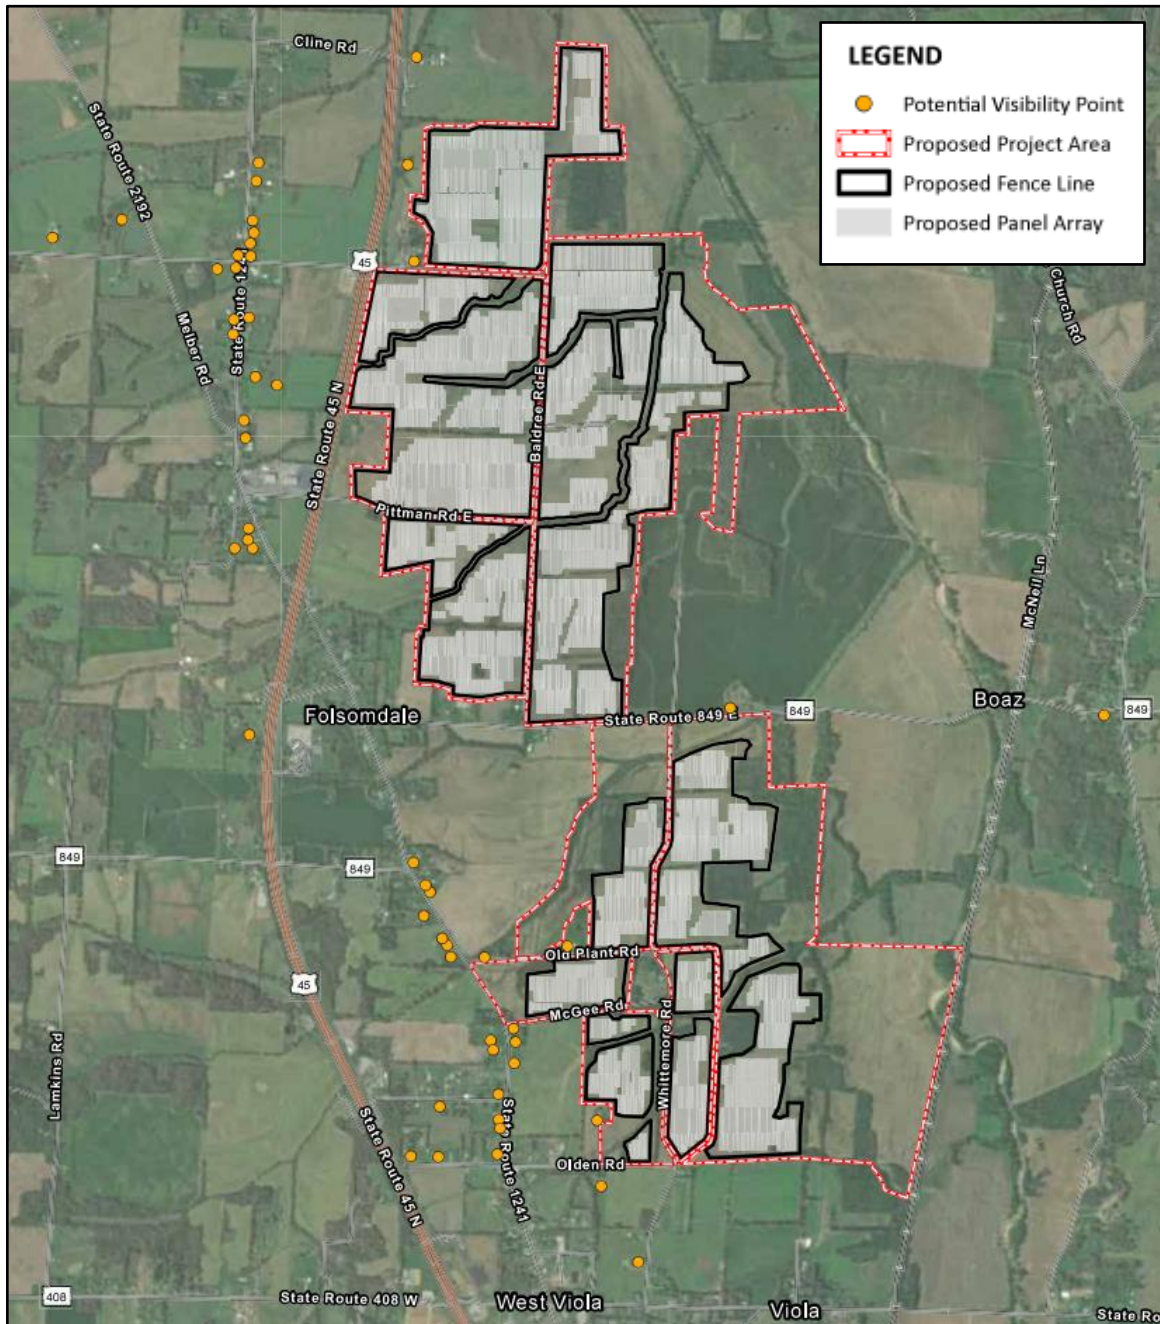 LEGEND
Potential Visibility Point
Proposed Project Area
Proposed Fence Line
Proposed Panel Array
Cline Rd
State Route 2192
45
State Route 1241
Melber Rd
State Route 45 N
Baldree Rd E
Pittman Rd E
Church Rd
McNeil Ln
Folsomdale
State Route 849 E
849
Boaz
849
849
849
Old Plant Rd
McGee Rd
Whittemore Rd
45
Lamkins Rd
State Route 45 N
State Route 1241
Olden Rd
408
State Route 408 W
West Viola
Viola
State Ro